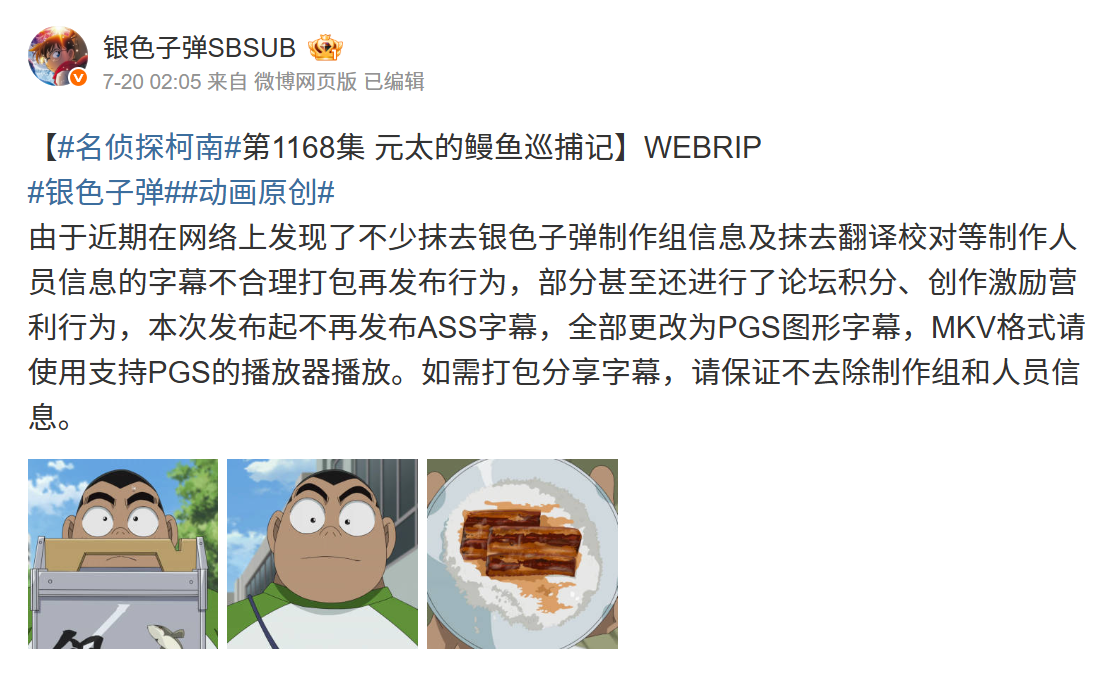 银色子弹SBSUB
7-20 02:05 来自 微博网页版 已编辑
【#名侦探柯南#第1168集 元太的鳗鱼巡捕记】WEBRIP
#银色子弹##动画原创#
由于近期在网络上发现了不少抹去银色子弹制作组信息及抹去翻译校对等制作人
员信息的字幕不合理打包再发布行为，部分甚至还进行了论坛积分、创作激励营
利行为，本次发布起不再发布ASS字幕，全部更改为PGS图形字幕，MKV格式请
使用支持PGS的播放器播放。如需打包分享字幕，请保证不去除制作组和人员信
息。